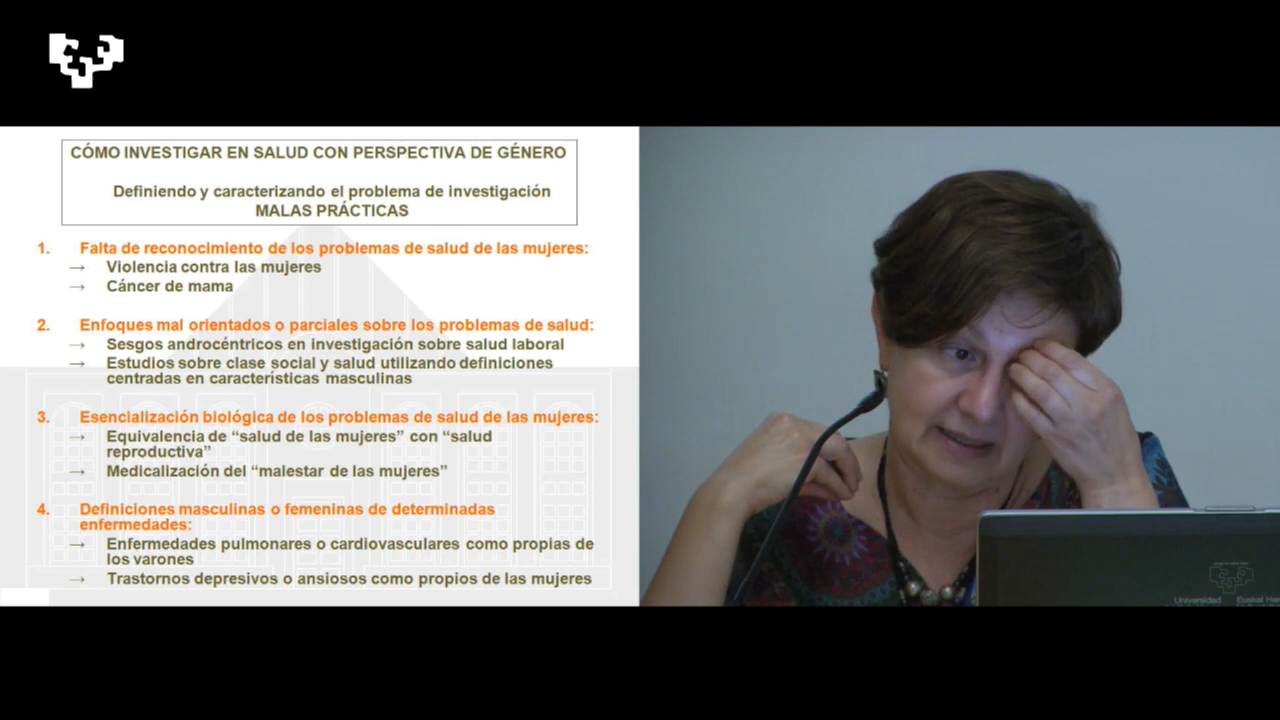 CÓMO INVESTIGAR EN SALUD CON PERSPECTIVA DE GÉNERO
Definiendo y caracterizando el problema de investigación
MALAS PRÁCTICAS
1. Falta de reconocimiento de los problemas de salud de las mujeres:
→ Violencia contra las mujeres
→ Cáncer de mama
2. Enfoques mal orientados o parciales sobre los problemas de salud:
→ Sesgos androcéntricos en investigación sobre salud laboral
→ Estudios sobre clase social y salud utilizando definiciones
centradas en características masculinas
3. Esencialización biológica de los problemas de salud de las mujeres:
→ Equivalencia de “salud de las mujeres” con “salud
reproductiva”
→ Medicalización del “malestar de las mujeres”
4. Definiciones masculinas o femeninas de determinadas
enfermedades:
→ Enfermedades pulmonares o cardiovasculares como propias de
los varones
→ Trastornos depresivos o ansiosos como propios de las mujeres
Universidad Euskal